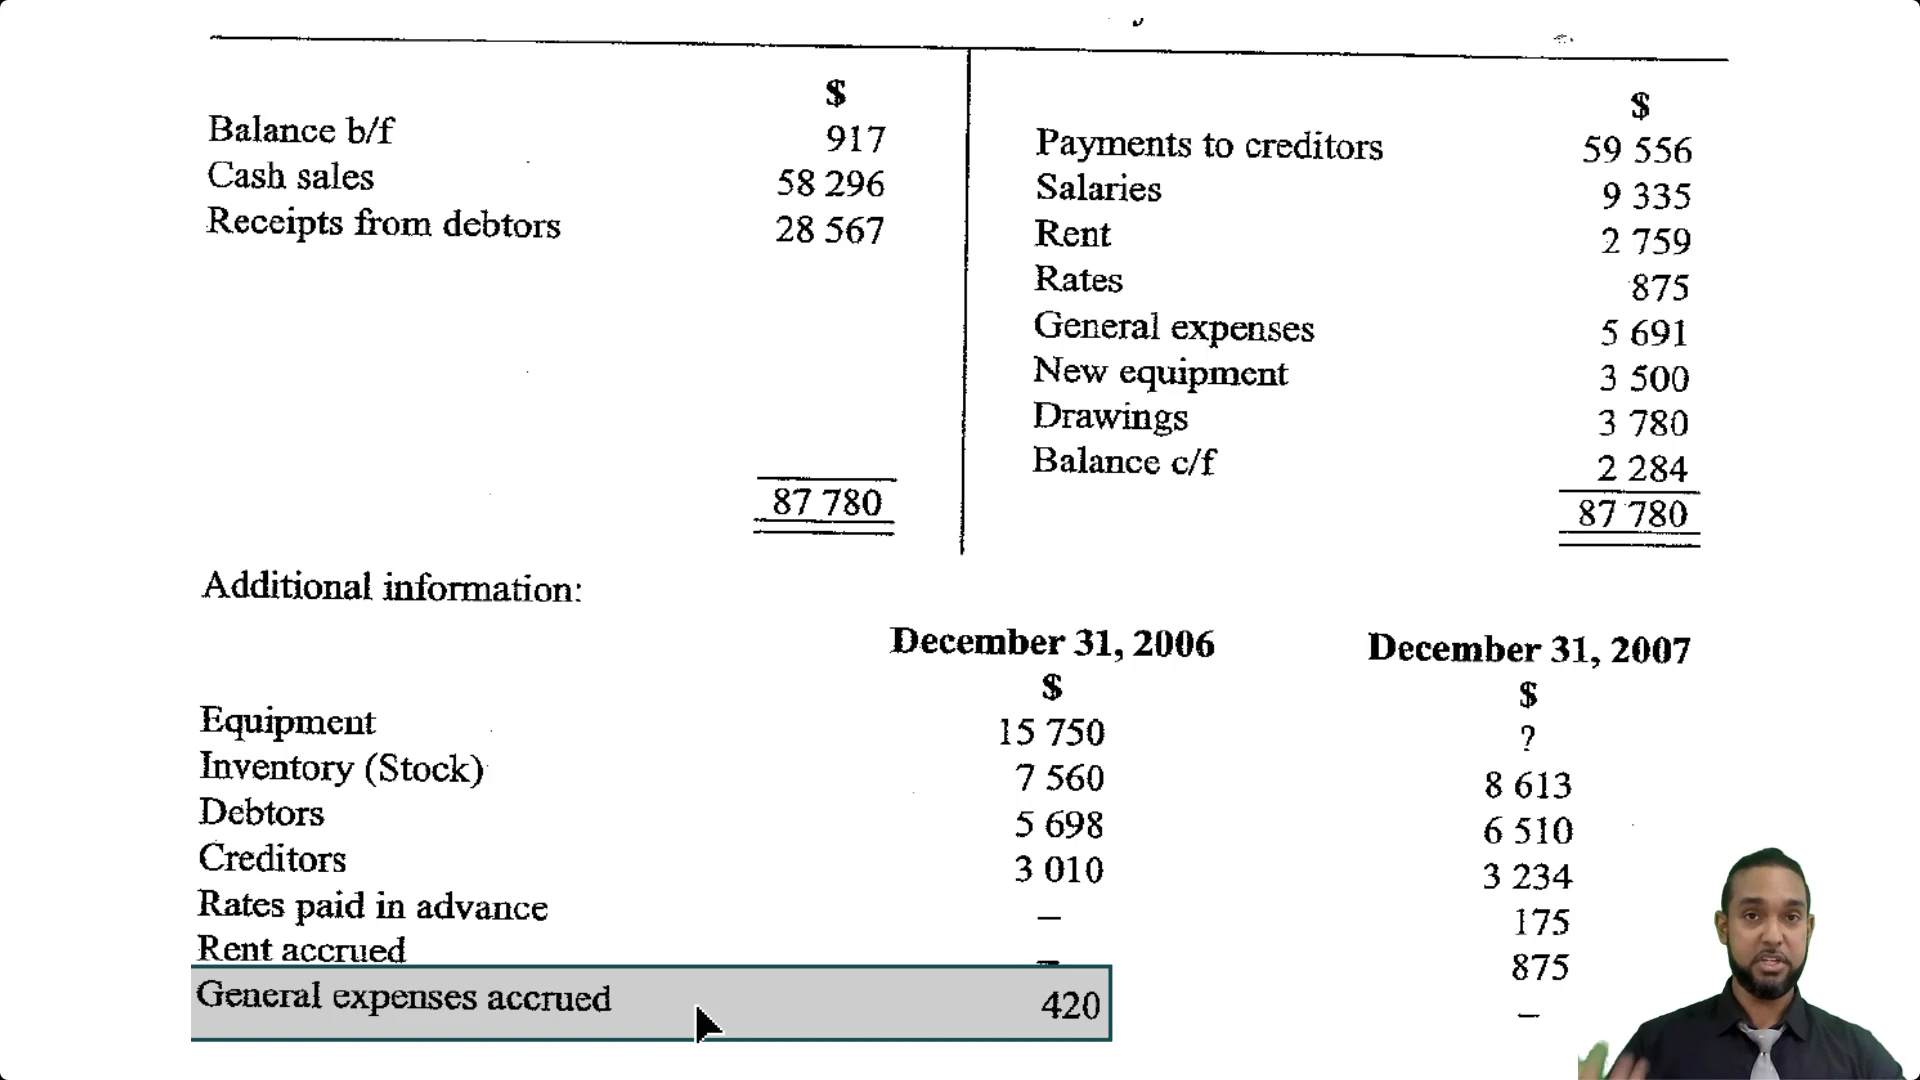 $
Balance b/f 917
Cash sales 58 296
Receipts from debtors 28 567
87 780
$
Payments to creditors 59 556
Salaries 9 335
Rent 2 759
Rates 875
General expenses 5 691
New equipment 3 500
Drawings 3 780
Balance c/f 2 284
87 780
Additional information:
December 31, 2006 December 31, 2007
$ $
Equipment 15 750 ?
Inventory (Stock) 7 560 8 613
Debtors 5 698 6 510
Creditors 3 010 3 234
Rates paid in advance – 175
Rent accrued – 875
General expenses accrued 420 –